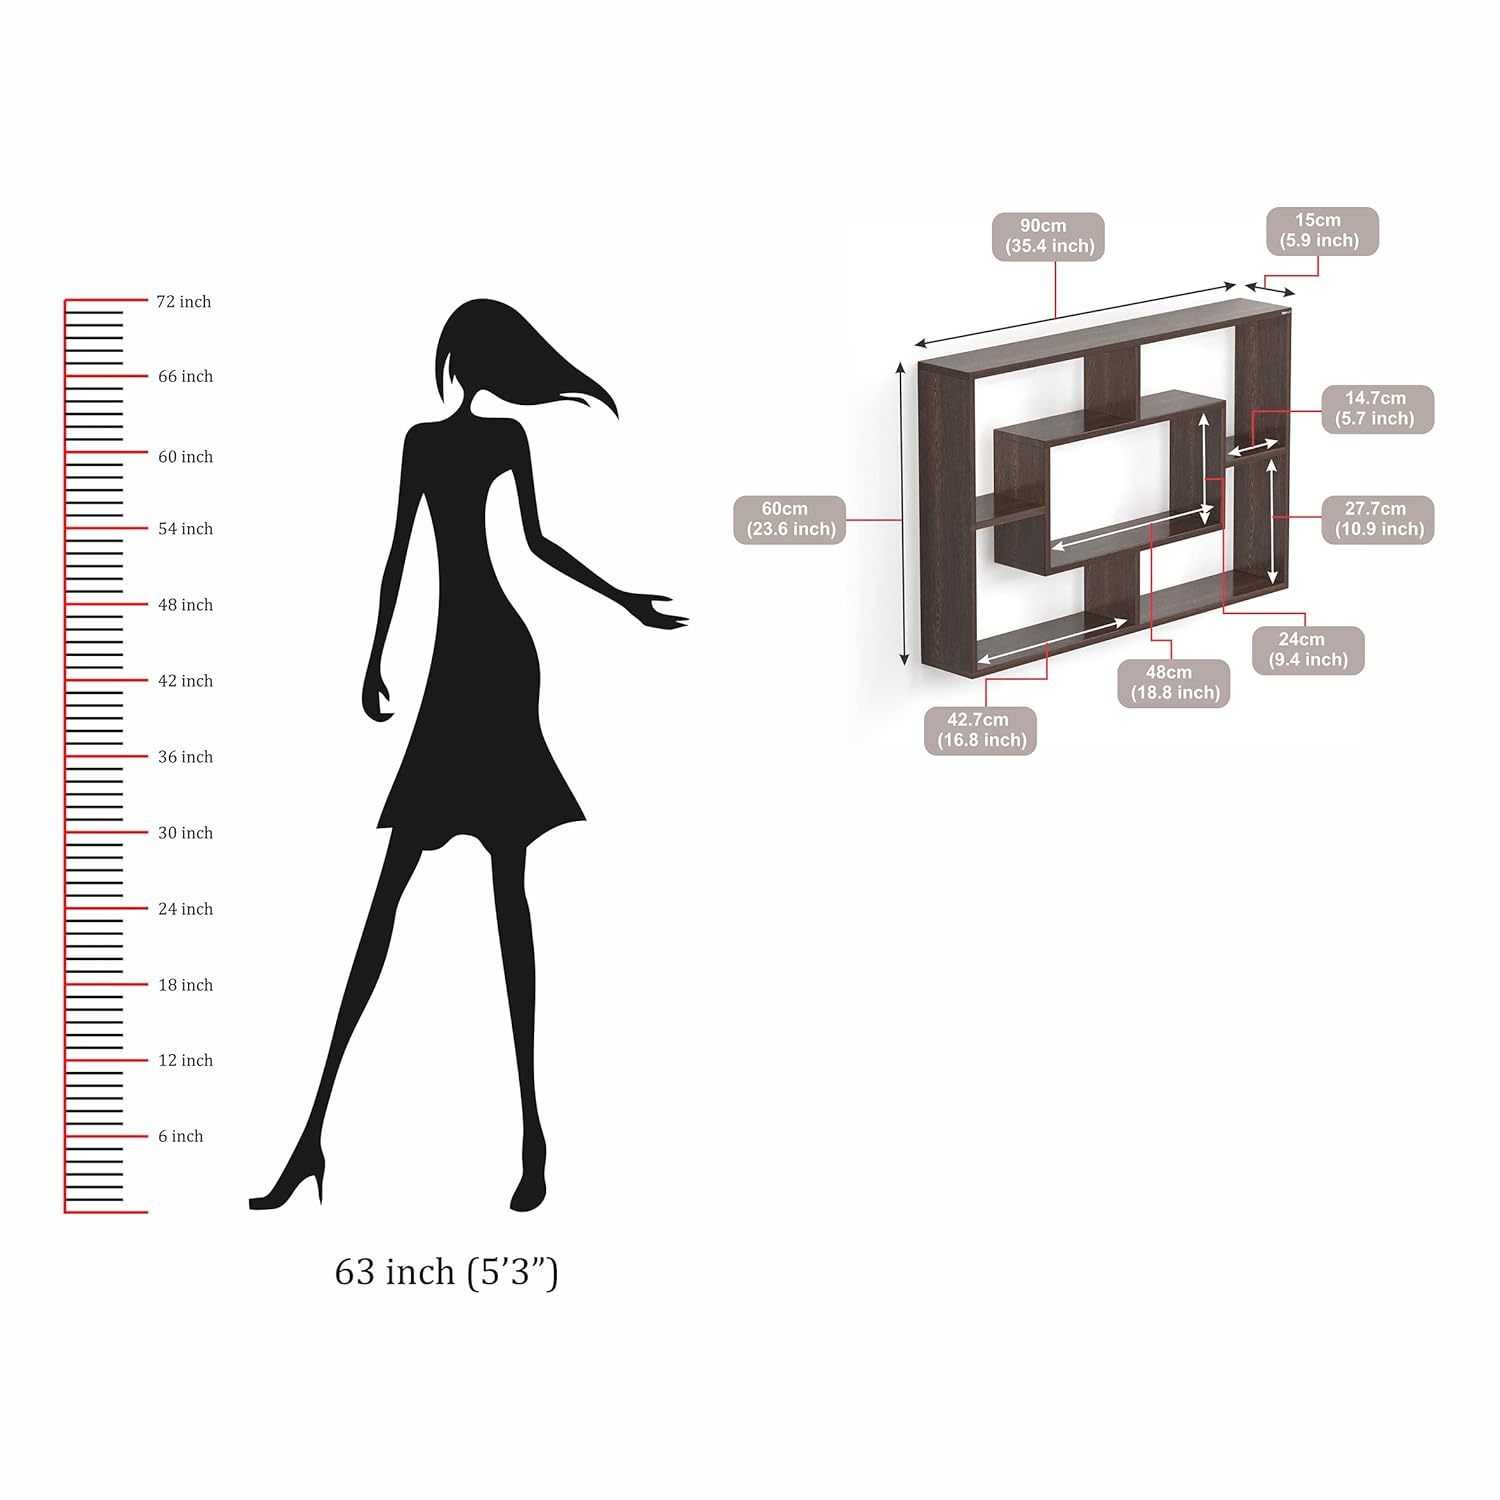 72 inch
66 inch
60 inch
54 inch
48 inch
42 inch
36 inch
30 inch
24 inch
18 inch
12 inch
6 inch
63 inch (5’3”)
90cm
(35.4 inch)
15cm
(5.9 inch)
14.7cm
(5.7 inch)
60cm
(23.6 inch)
27.7cm
(10.9 inch)
24cm
(9.4 inch)
48cm
(18.8 inch)
42.7cm
(16.8 inch)